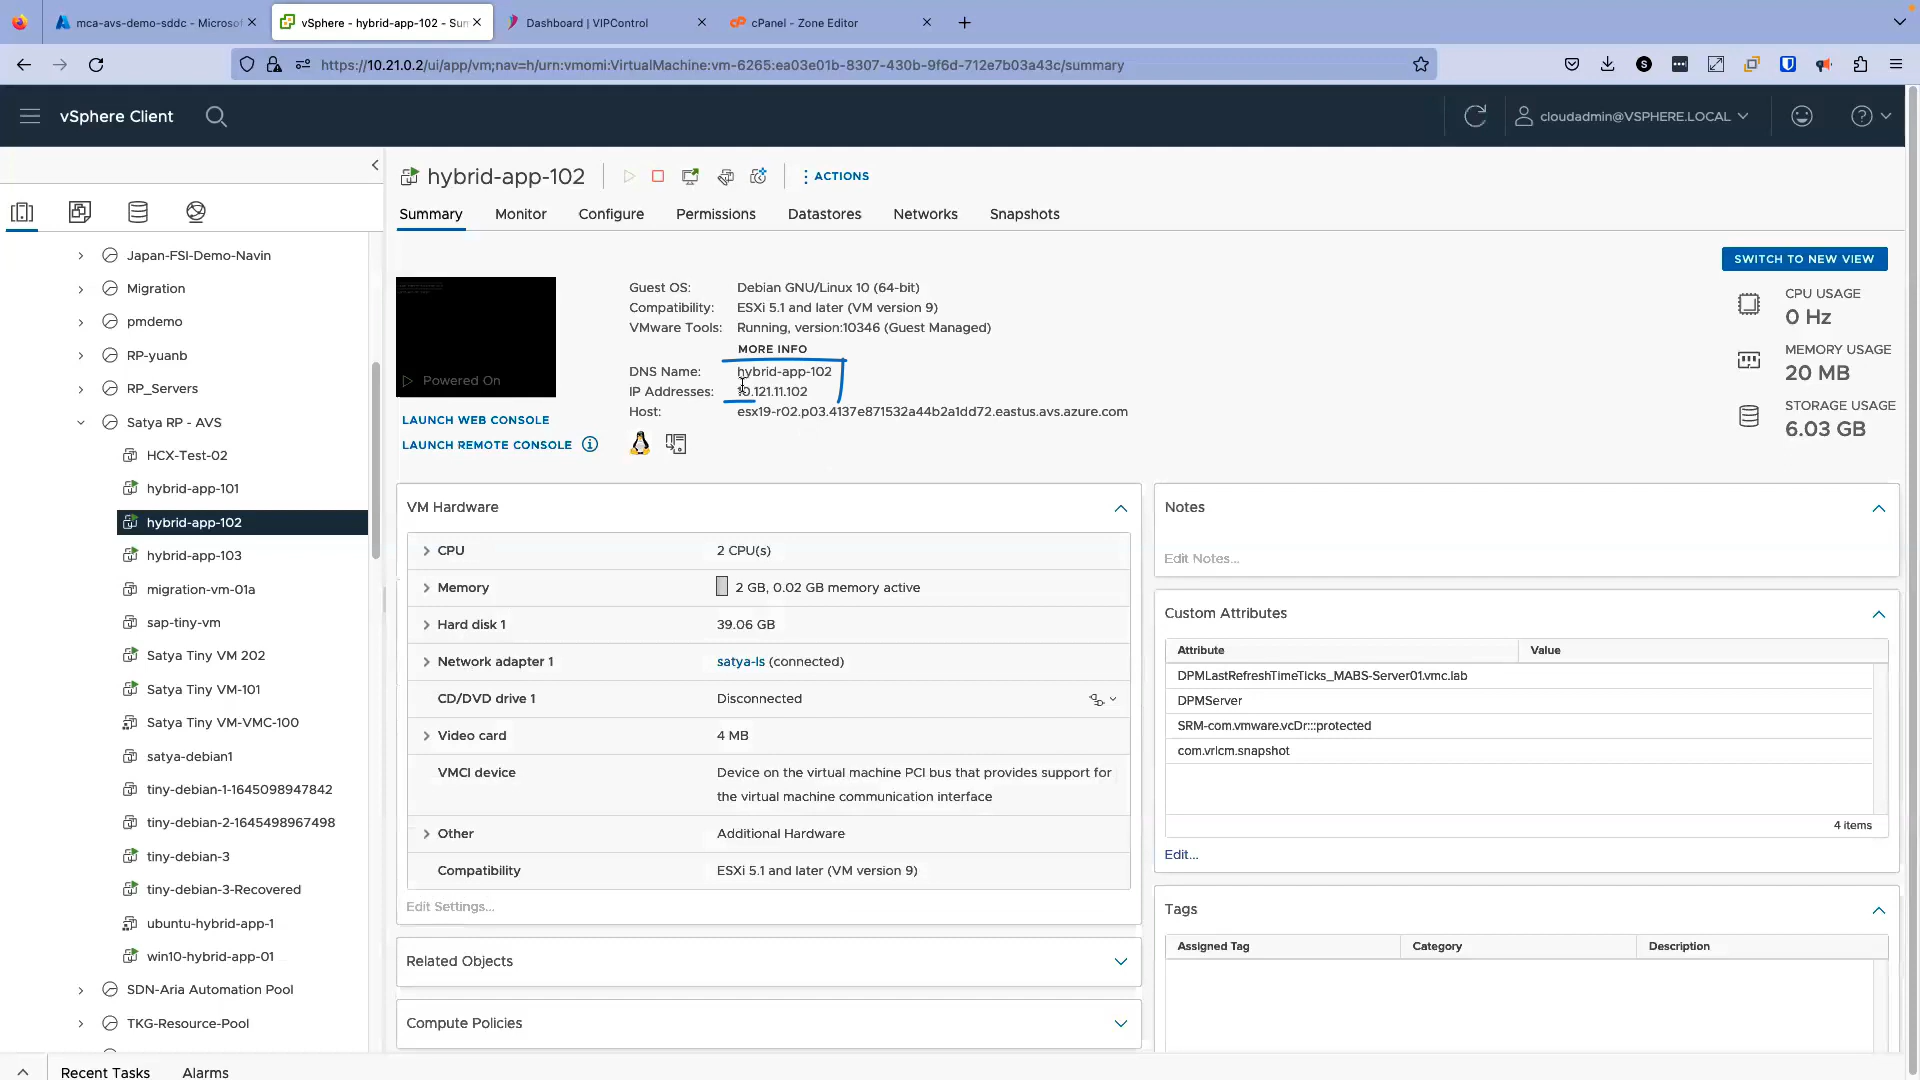 mca-avs-demo-sddc - Microsof
vSphere - hybrid-app-102 - Sum
Dashboard | VIPControl
cPanel - Zone Editor
https://10.21.0.2/ui/app/vm;nav=h/urn:vmomi:VirtualMachine:vm-6265:ea03e01b-8307-430b-9f6d-712e7b03a43c/summary
vSphere Client
cloudadmin@VSPHERE.LOCAL
hybrid-app-102
ACTIONS
Summary
Monitor
Configure
Permissions
Datastores
Networks
Snapshots
Japan-FSI-Demo-Navin
Migration
pmdemo
RP-yuanb
RP_Servers
Satya RP - AVS
HCX-Test-02
hybrid-app-101
hybrid-app-102
hybrid-app-103
migration-vm-01a
sap-tiny-vm
Satya Tiny VM 202
Satya Tiny VM-101
Satya Tiny VM-VMC-100
satya-debian1
tiny-debian-1-1645098947842
tiny-debian-2-1645498967498
tiny-debian-3
tiny-debian-3-Recovered
ubuntu-hybrid-app-1
win10-hybrid-app-01
SDN-Aria Automation Pool
TKG-Resource-Pool
Powered On
LAUNCH WEB CONSOLE
LAUNCH REMOTE CONSOLE
Guest OS: Debian GNU/Linux 10 (64-bit)
Compatibility: ESXi 5.1 and later (VM version 9)
VMware Tools: Running, version:10346 (Guest Managed)
MORE INFO
DNS Name: hybrid-app-102
IP Addresses: 10.121.11.102
Host: esx19-r02.p03.4137e871532a44b2a1dd72.eastus.avs.azure.com
SWITCH TO NEW VIEW
CPU USAGE
0 Hz
MEMORY USAGE
20 MB
STORAGE USAGE
6.03 GB
VM Hardware
CPU 2 CPU(s)
Memory 2 GB, 0.02 GB memory active
Hard disk 1 39.06 GB
Network adapter 1 satya-ls (connected)
CD/DVD drive 1 Disconnected
Video card 4 MB
VMCI device Device on the virtual machine PCI bus that provides support for
the virtual machine communication interface
Other Additional Hardware
Compatibility ESXi 5.1 and later (VM version 9)
Edit Settings...
Related Objects
Compute Policies
Notes
Edit Notes...
Custom Attributes
Attribute Value
DPMLastRefreshTimeTicks_MABS-Server01.vmc.lab
DPMServer
SRM-com.vmware.vcDr:::protected
com.vrlcm.snapshot
4 items
Edit...
Tags
Assigned Tag Category Description
Recent Tasks
Alarms